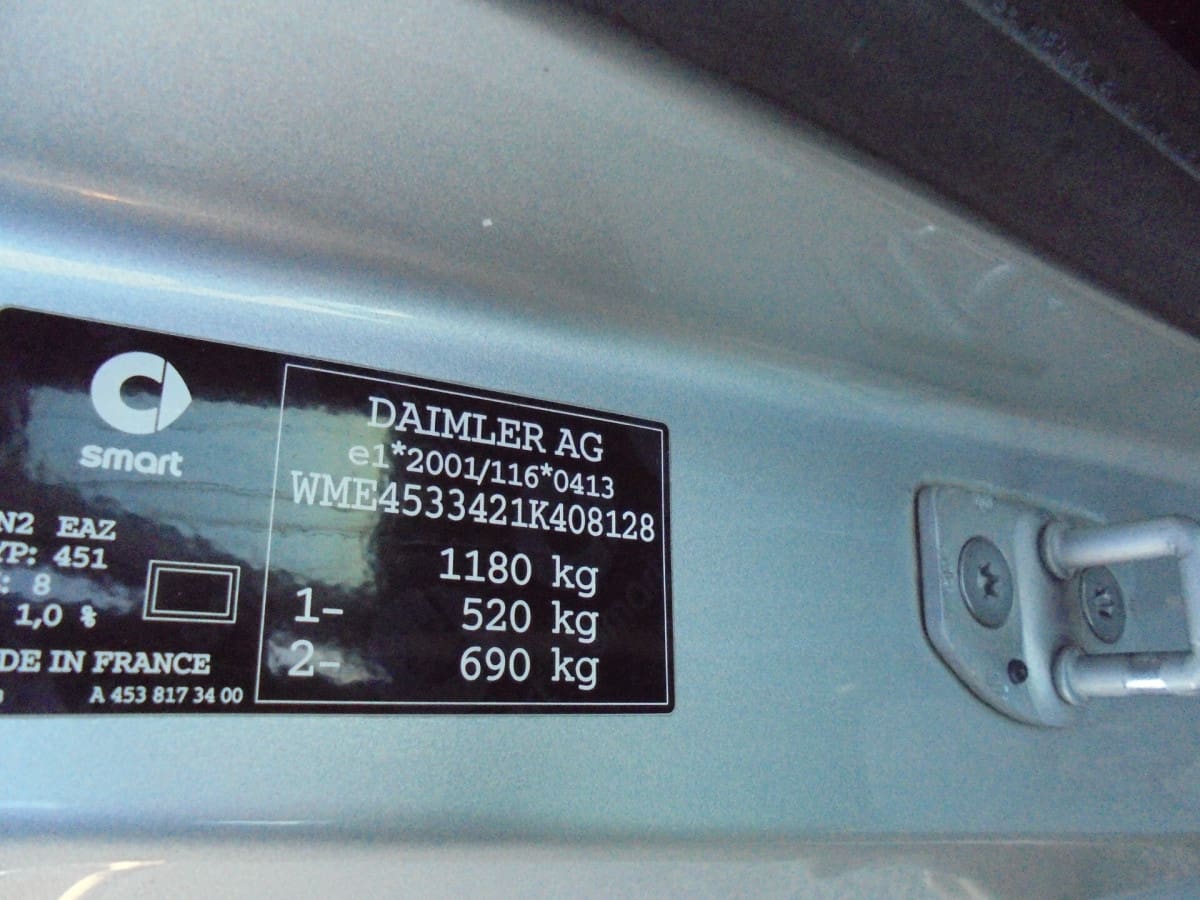 smart
N2 EAZ
YP: 451
: 8
1,0 %
DE IN FRANCE
A 453 817 34 00
DAIMLER AG
e1*2001/116*0413
WME4533421K408128
1180 kg
1- 520 kg
2- 690 kg